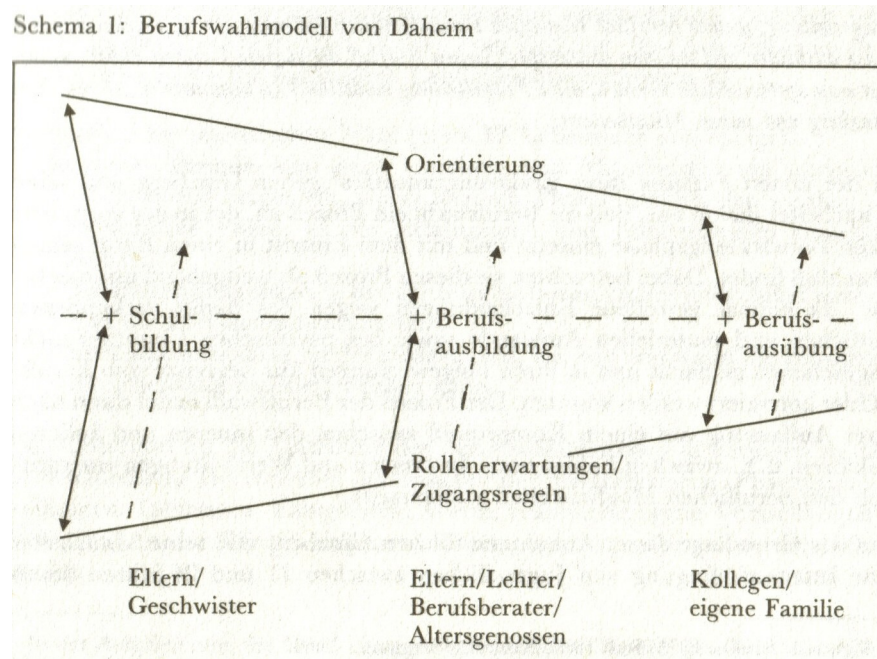 Schema 1: Berufswahlmodell von Daheim
Orientierung
Schul-
bildung
Berufs-
ausbildung
Berufs-
ausübung
Rollenerwartungen/
Zugangsregeln
Eltern/
Geschwister
Eltern/Lehrer/
Berufsberater/
Altersgenossen
Kollegen/
eigene Familie